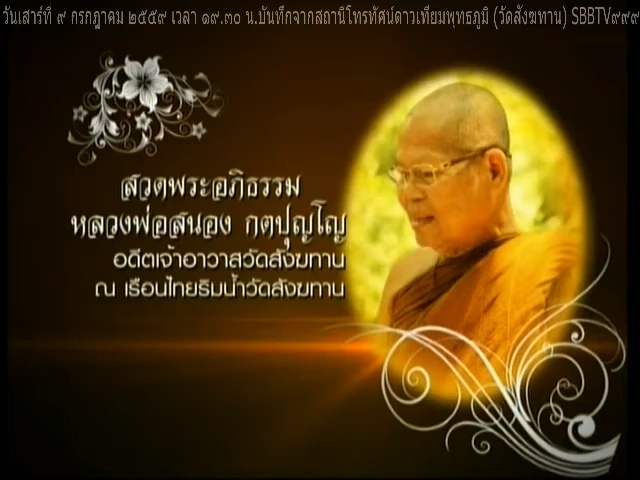 วันเสาร์ที่ ๙ กรกฎาคม ๒๕๕๙ เวลา ๑๙.๓๐ น.บันทึกจากสถานีโทรทัศน์ดาวเทียมพุทธภูมิ (วัดสังฆทาน) SBBTV๙๙๙
สวดพระอภิธรรม
หลวงพ่อสนอง กตปุญฺโญ
อดีตเจ้าอาวาสวัดสังฆทาน
ณ เรือนไทยริมน้ำวัดสังฆทาน